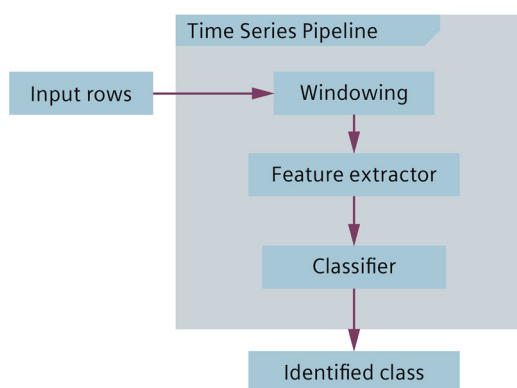 Time Series Pipeline
Input rows
Windowing
Feature extractor
Classifier
Identified class